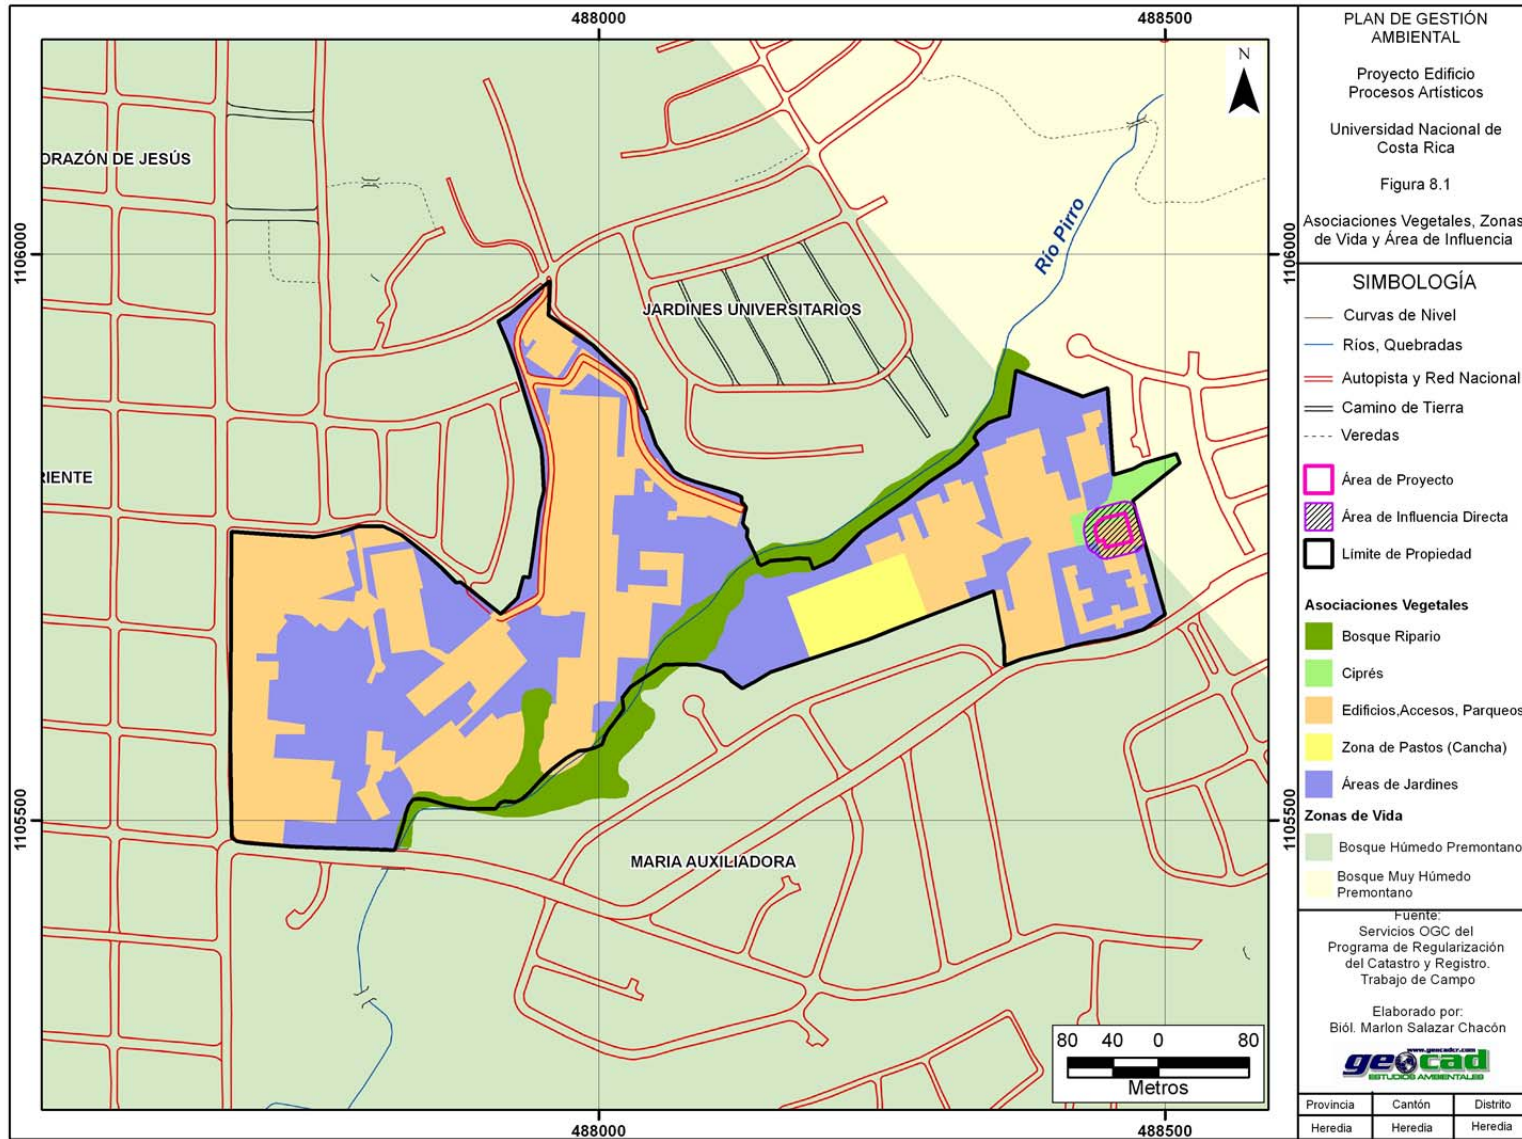 488000
488500
ORAZÓN DE JESÚS
N
Río Pirro
1106000
1106000
JARDINES UNIVERSITARIOS
RIENTE
1105500
1105500
MARIA AUXILIADORA
80 40 0 80
Metros
488000
488500
PLAN DE GESTIÓN
AMBIENTAL
Proyecto Edificio
Procesos Artísticos
Universidad Nacional de
Costa Rica
Figura 8.1
Asociaciones Vegetales, Zonas
de Vida y Área de Influencia
SIMBOLOGÍA
Curvas de Nivel
Ríos, Quebradas
Autopista y Red Nacional
Camino de Tierra
Veredas
Área de Proyecto
Área de Influencia Directa
Límite de Propiedad
Asociaciones Vegetales
Bosque Ripario
Ciprés
Edificios,Accesos, Parqueos
Zona de Pastos (Cancha)
Áreas de Jardines
Zonas de Vida
Bosque Húmedo Premontano
Bosque Muy Húmedo
Premontano
Fuente:
Servicios OGC del
Programa de Regularización
del Catastro y Registro.
Trabajo de Campo
Elaborado por:
Biól. Marlon Salazar Chacón
www.geocadcr.com
geocad
ESTUDIOS AMBIENTALES
Provincia Cantón Distrito
Heredia Heredia Heredia